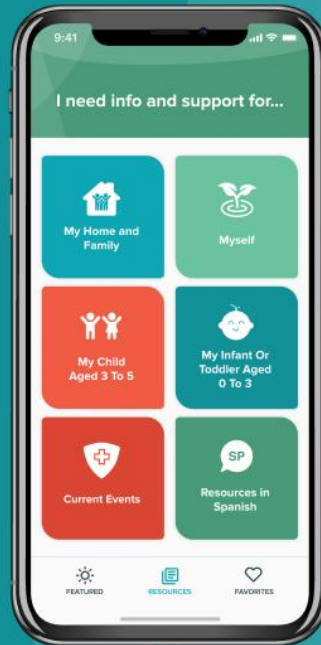 9:41
I need info and support for...
My Home and
Family
Myself
My Child
Aged 3 To 5
My Infant Or
Toddler Aged
0 To 3
Current Events
SP
Resources in
Spanish
FEATURED
RESOURCES
FAVORITES